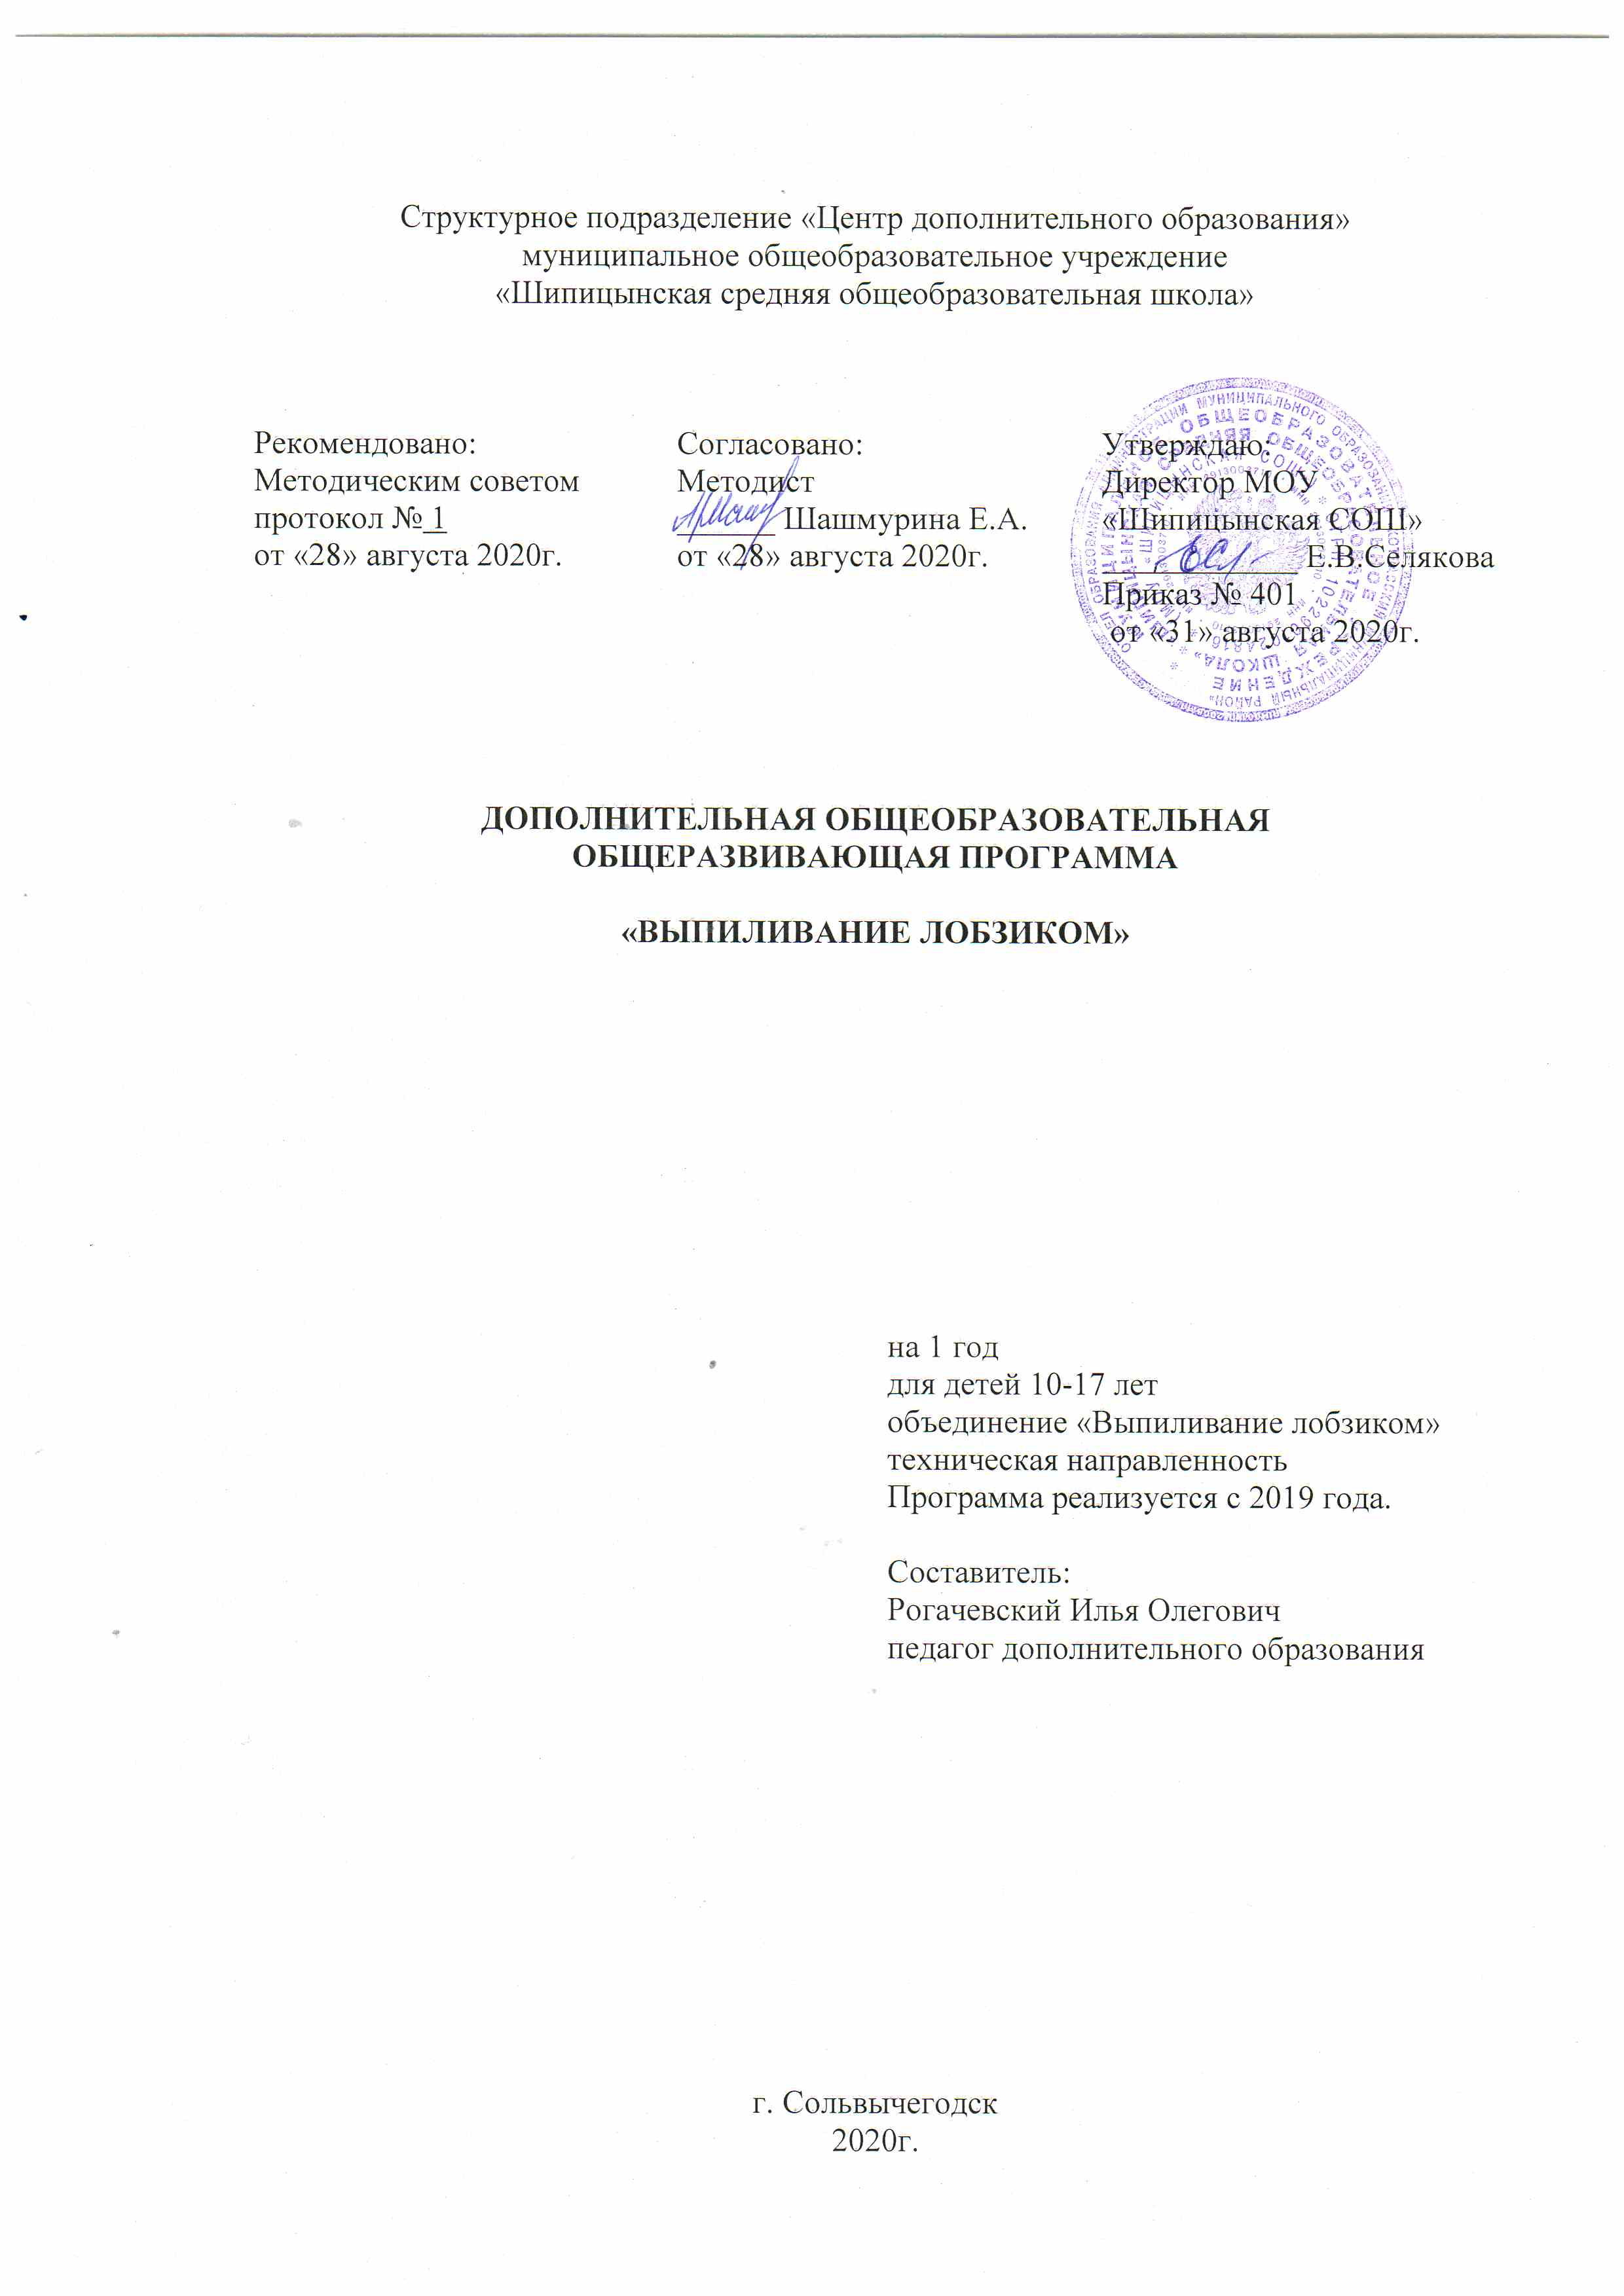 Структурное подразделение «Центр дополнительного образования»
муниципальное общеобразовательное учреждение
«Шипицынская средняя общеобразовательная школа»
Рекомендовано:
Методическим советом
протокол № 1
от «28» августа 2020г.
Согласовано:
Методист
Шашмурина Е.А.
от «28» августа 2020г.
Утверждаю:
Директор МОУ
«Шипицынская СОШ»
Е.В.Селякова
Приказ № 401
от «31» августа 2020г.
ДОПОЛНИТЕЛЬНАЯ ОБЩЕОБРАЗОВАТЕЛЬНАЯ
ОБЩЕРАЗВИВАЮЩАЯ ПРОГРАММА
«ВЫПИЛИВАНИЕ ЛОБЗИКОМ»
на 1 год
для детей 10-17 лет
объединение «Выпиливание лобзиком»
техническая направленность
Программа реализуется с 2019 года.
Составитель:
Рогачевский Илья Олегович
педагог дополнительного образования
г. Сольвычегодск
2020г.